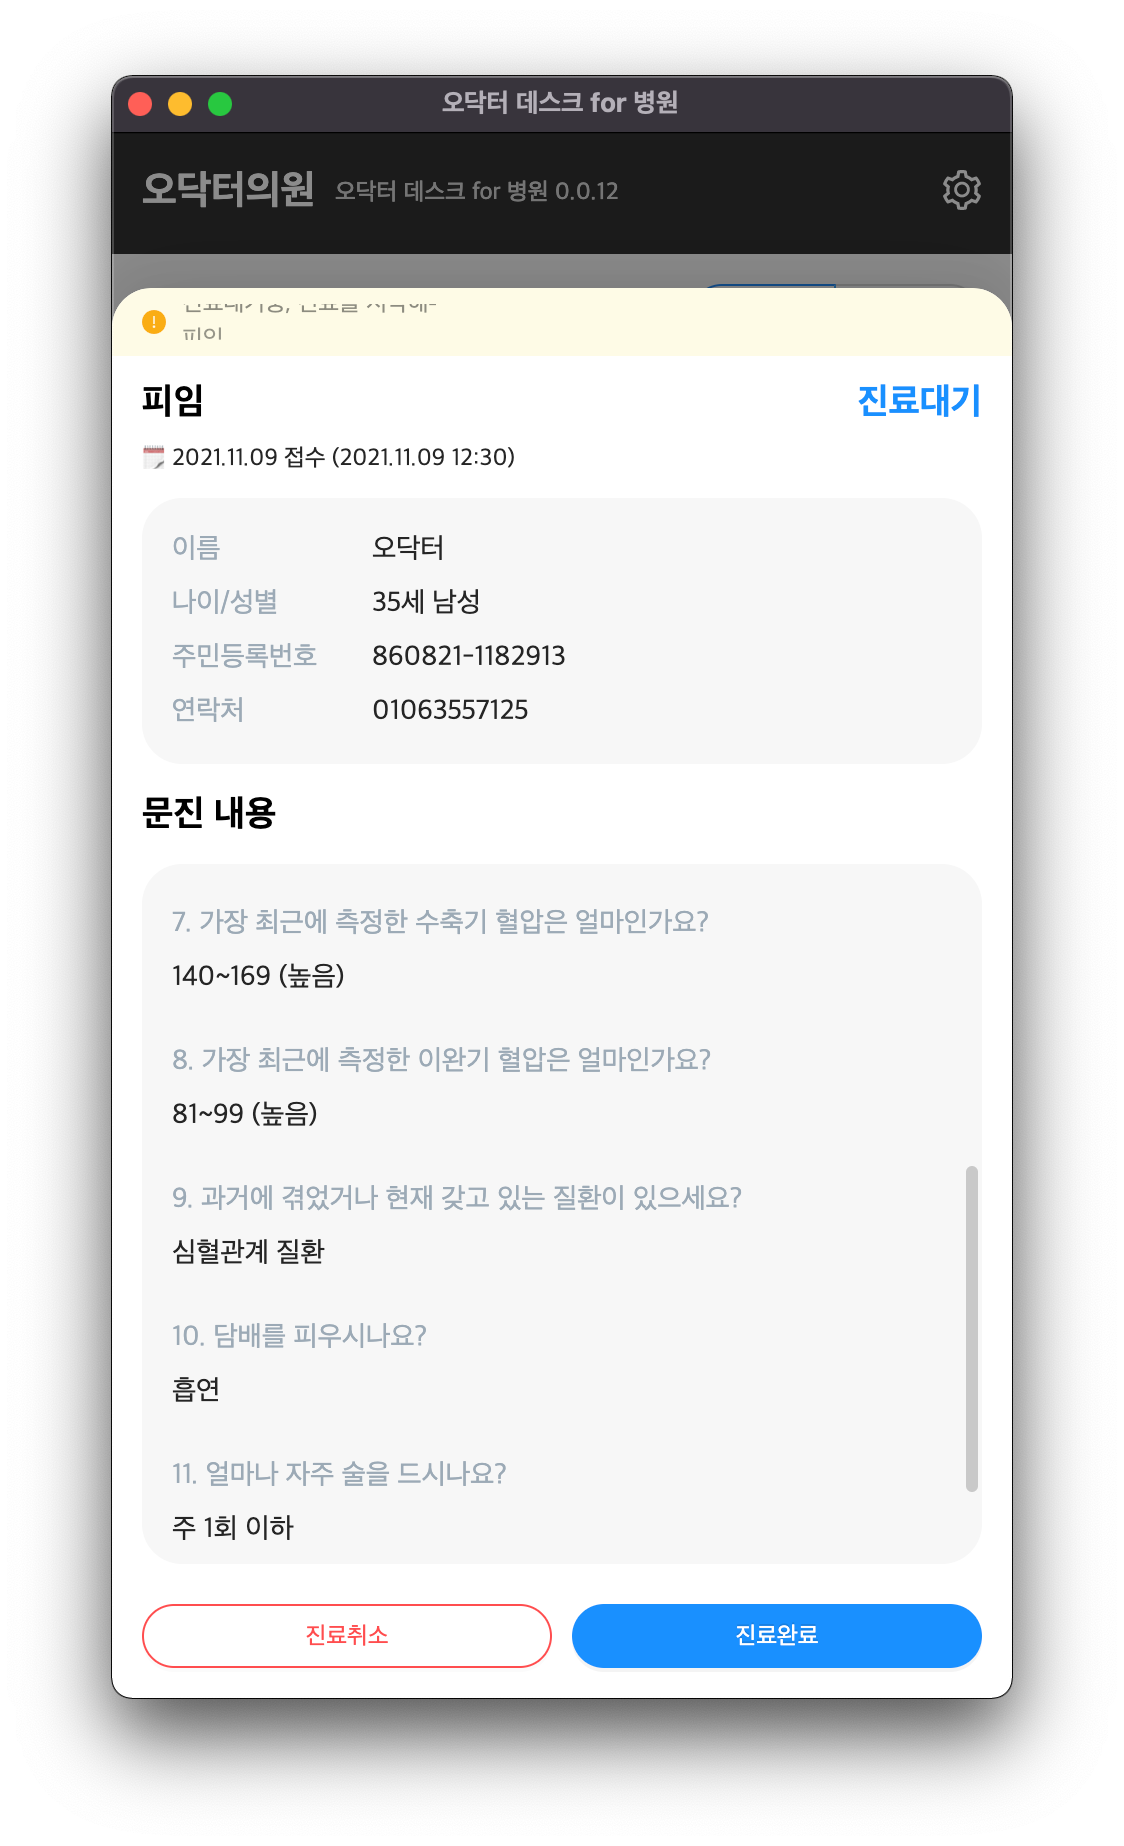 오닥터 데스크 for 병원
오닥터의원 오닥터 데스크 for 병원 0.0.12
피임 진료대기
2021.11.09 접수 (2021.11.09 12:30)
이름 오닥터
나이/성별 35세 남성
주민등록번호 860821-1182913
연락처 01063557125
문진 내용
7. 가장 최근에 측정한 수축기 혈압은 얼마인가요?
140~169 (높음)
8. 가장 최근에 측정한 이완기 혈압은 얼마인가요?
81~99 (높음)
9. 과거에 겪었거나 현재 갖고 있는 질환이 있으세요?
심혈관계 질환
10. 담배를 피우시나요?
흡연
11. 얼마나 자주 술을 드시나요?
주 1회 이하
진료취소 진료완료